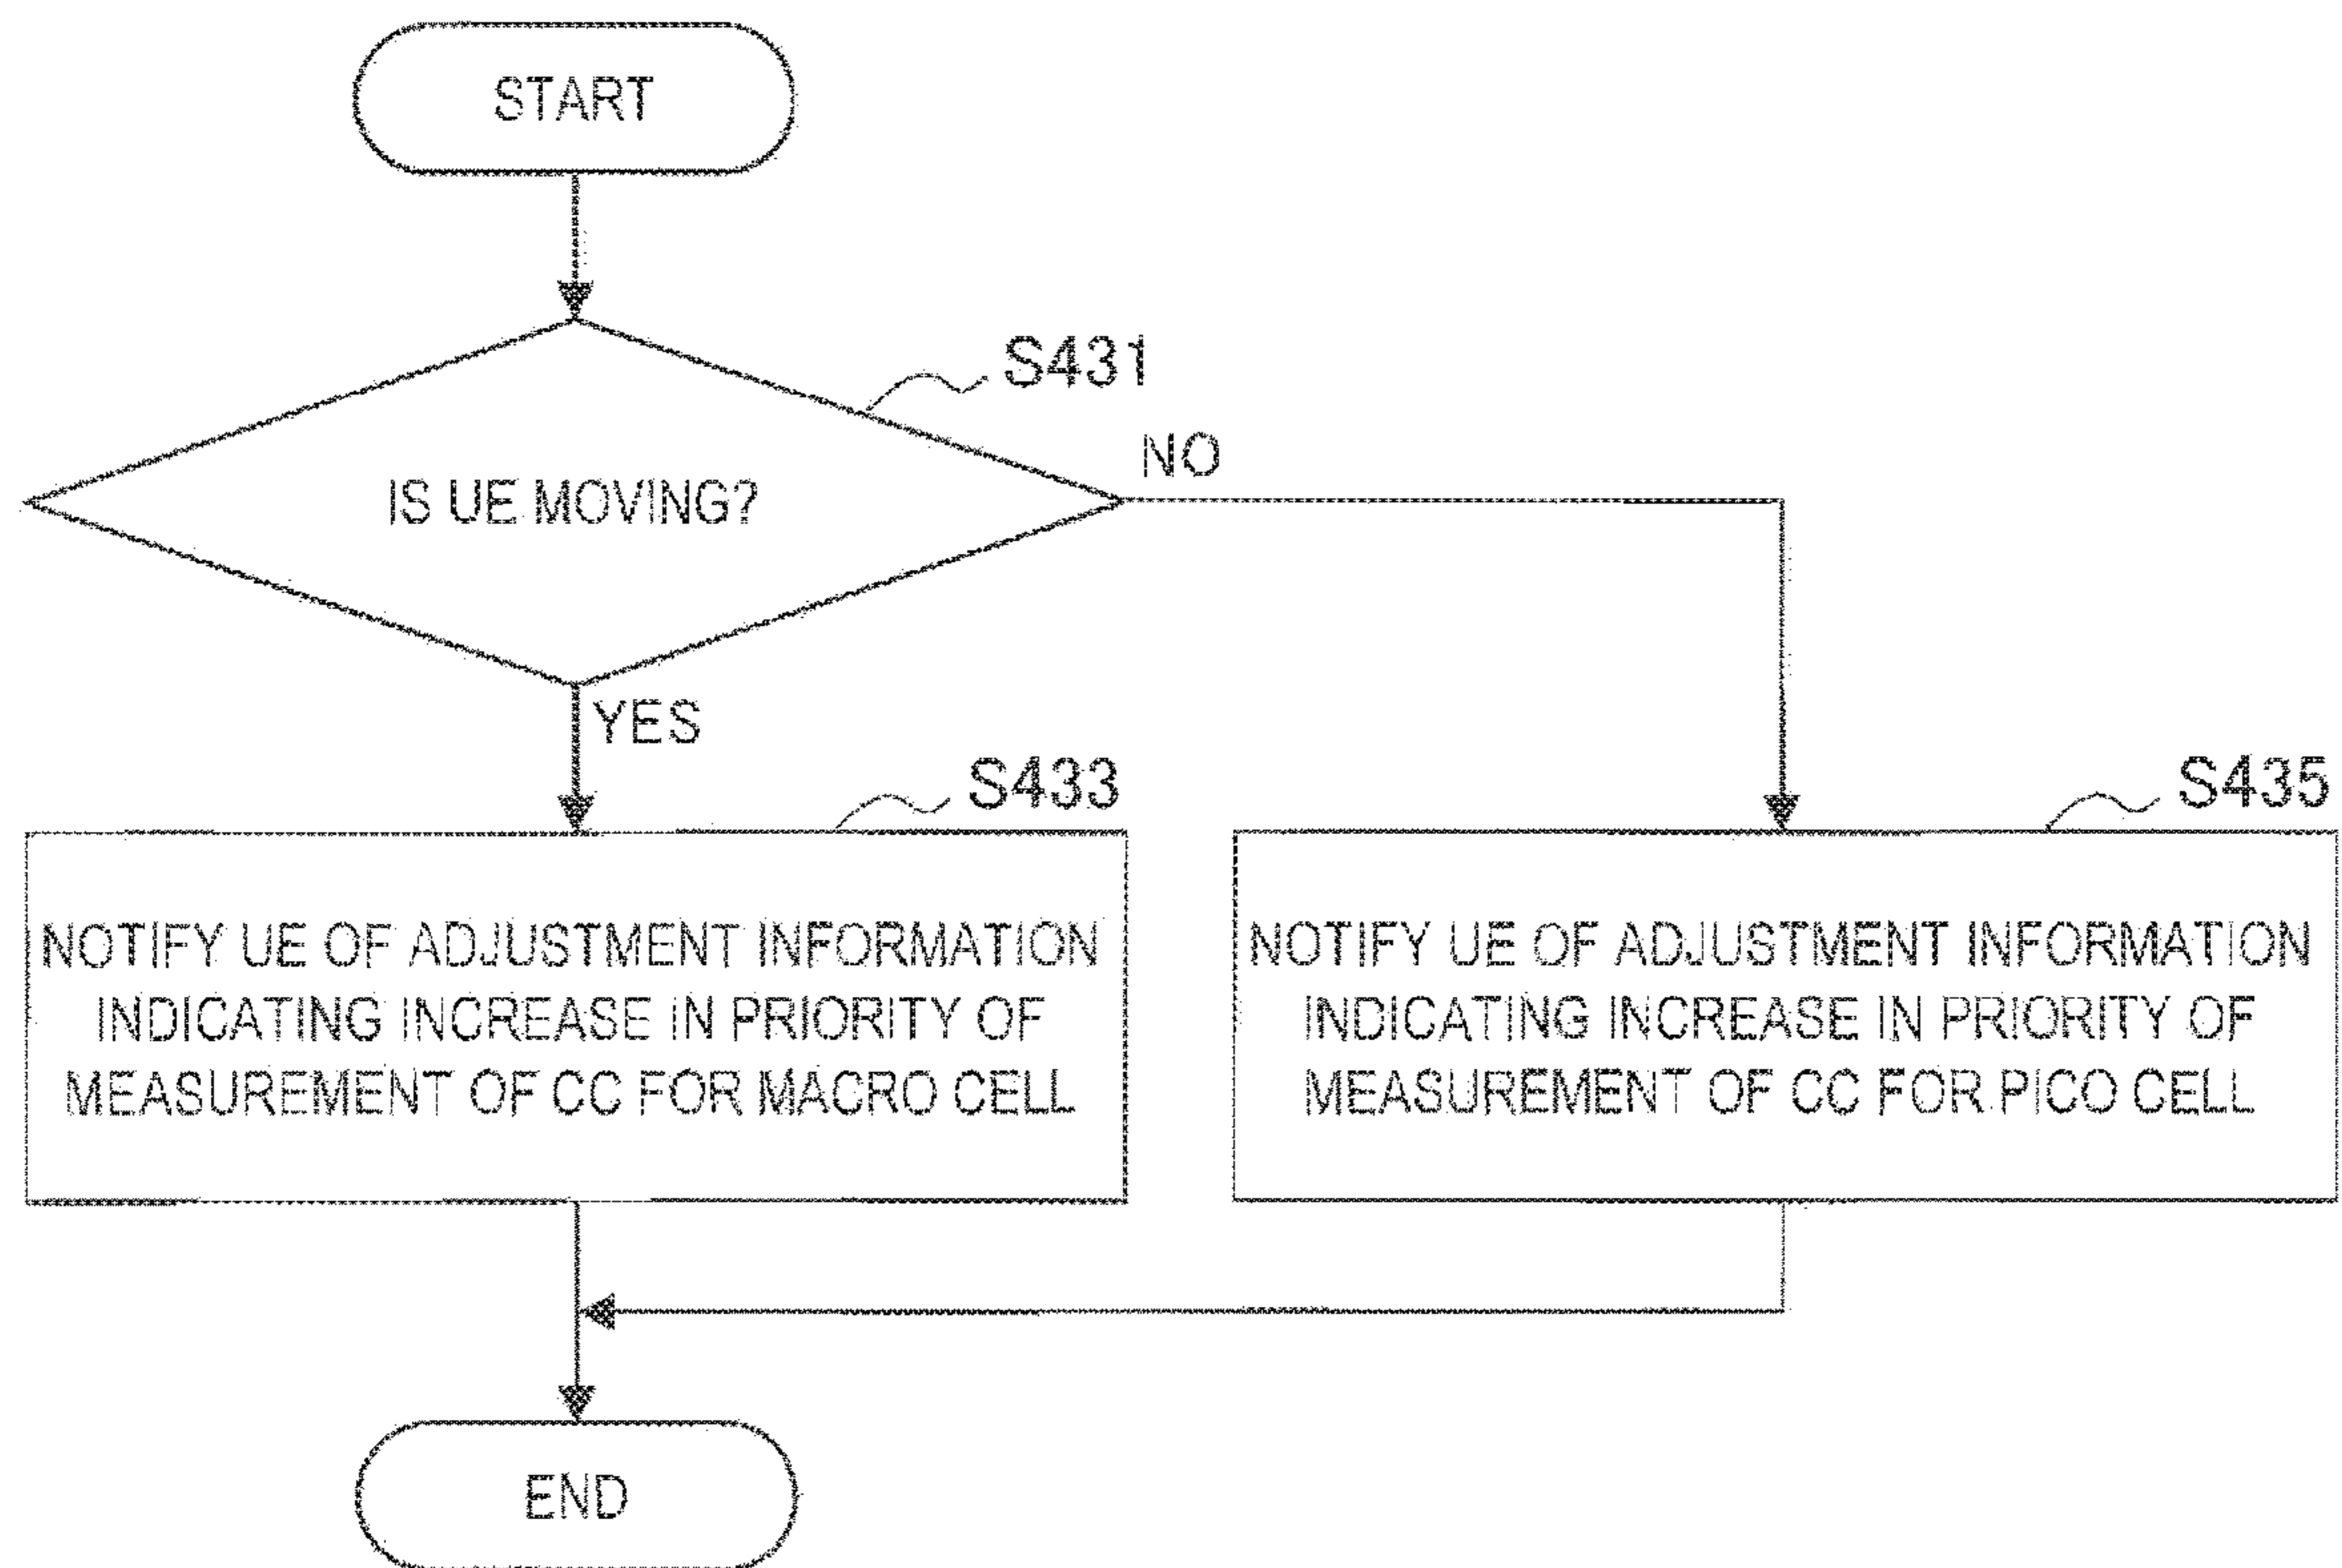 START
S431
IS UE MOVING?
NO
YES
S433
S435
NOTIFY UE OF ADJUSTMENT INFORMATION
INDICATING INCREASE IN PRIORITY OF
MEASUREMENT OF CC FOR MACRO CELL
NOTIFY UE OF ADJUSTMENT INFORMATION
INDICATING INCREASE IN PRIORITY OF
MEASUREMENT OF CC FOR PICO CELL
END